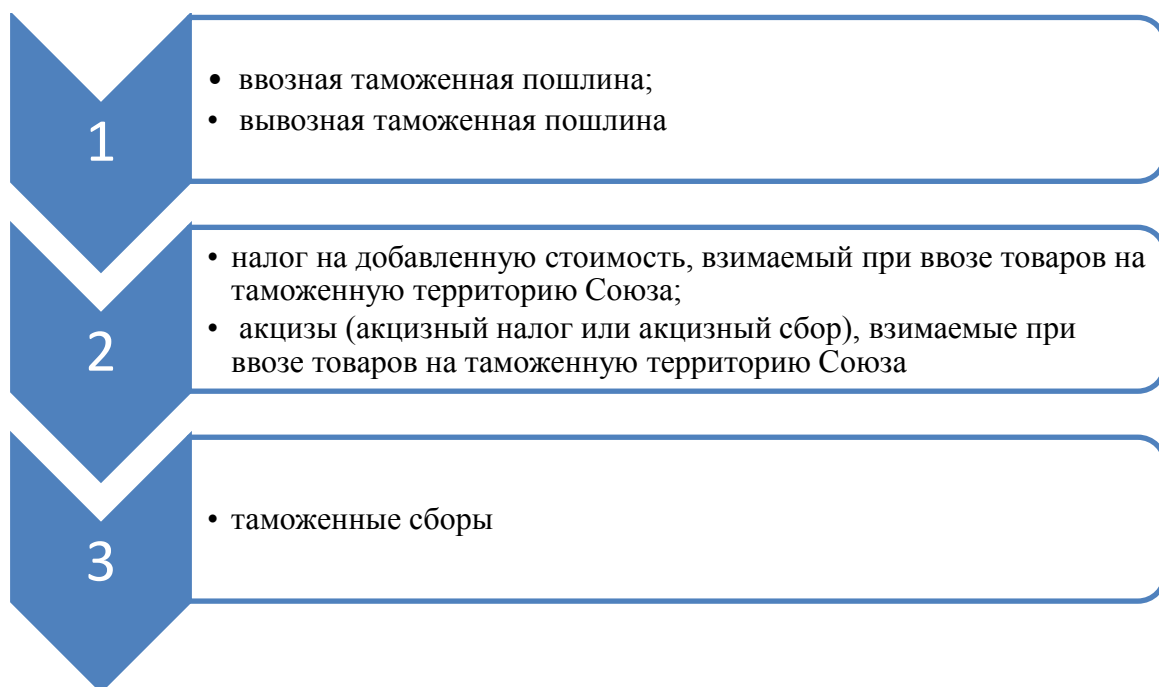 1
• ввозная таможенная пошлина;
• вывозная таможенная пошлина
2
• налог на добавленную стоимость, взимаемый при ввозе товаров на
таможенную территорию Союза;
• акцизы (акцизный налог или акцизный сбор), взимаемые при
ввозе товаров на таможенную территорию Союза
3
• таможенные сборы